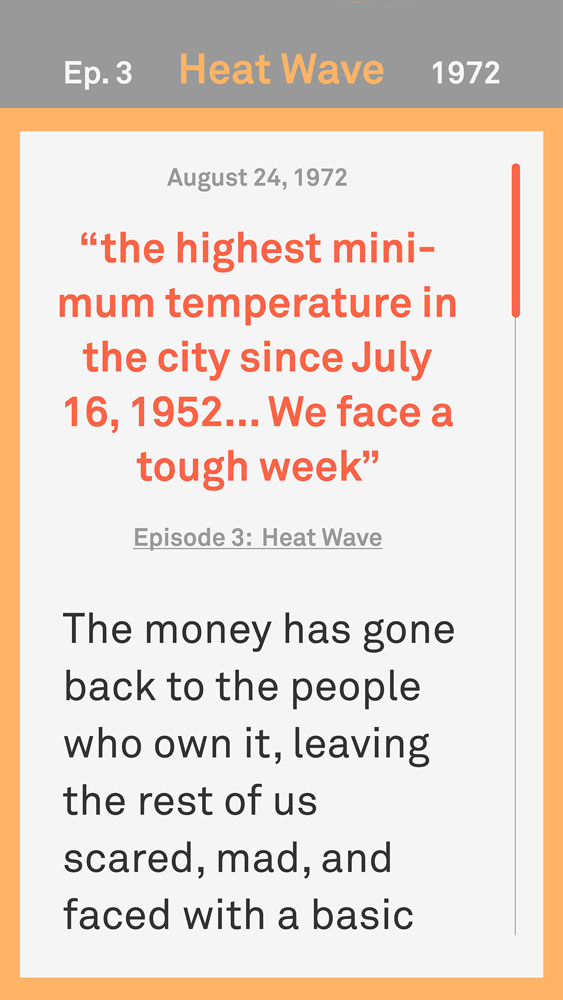 Ep. 3 Heat Wave 1972
August 24, 1972
“the highest mini-
mum temperature in
the city since July
16, 1952... We face a
tough week”
Episode 3: Heat Wave
The money has gone
back to the people
who own it, leaving
the rest of us
scared, mad, and
faced with a basic